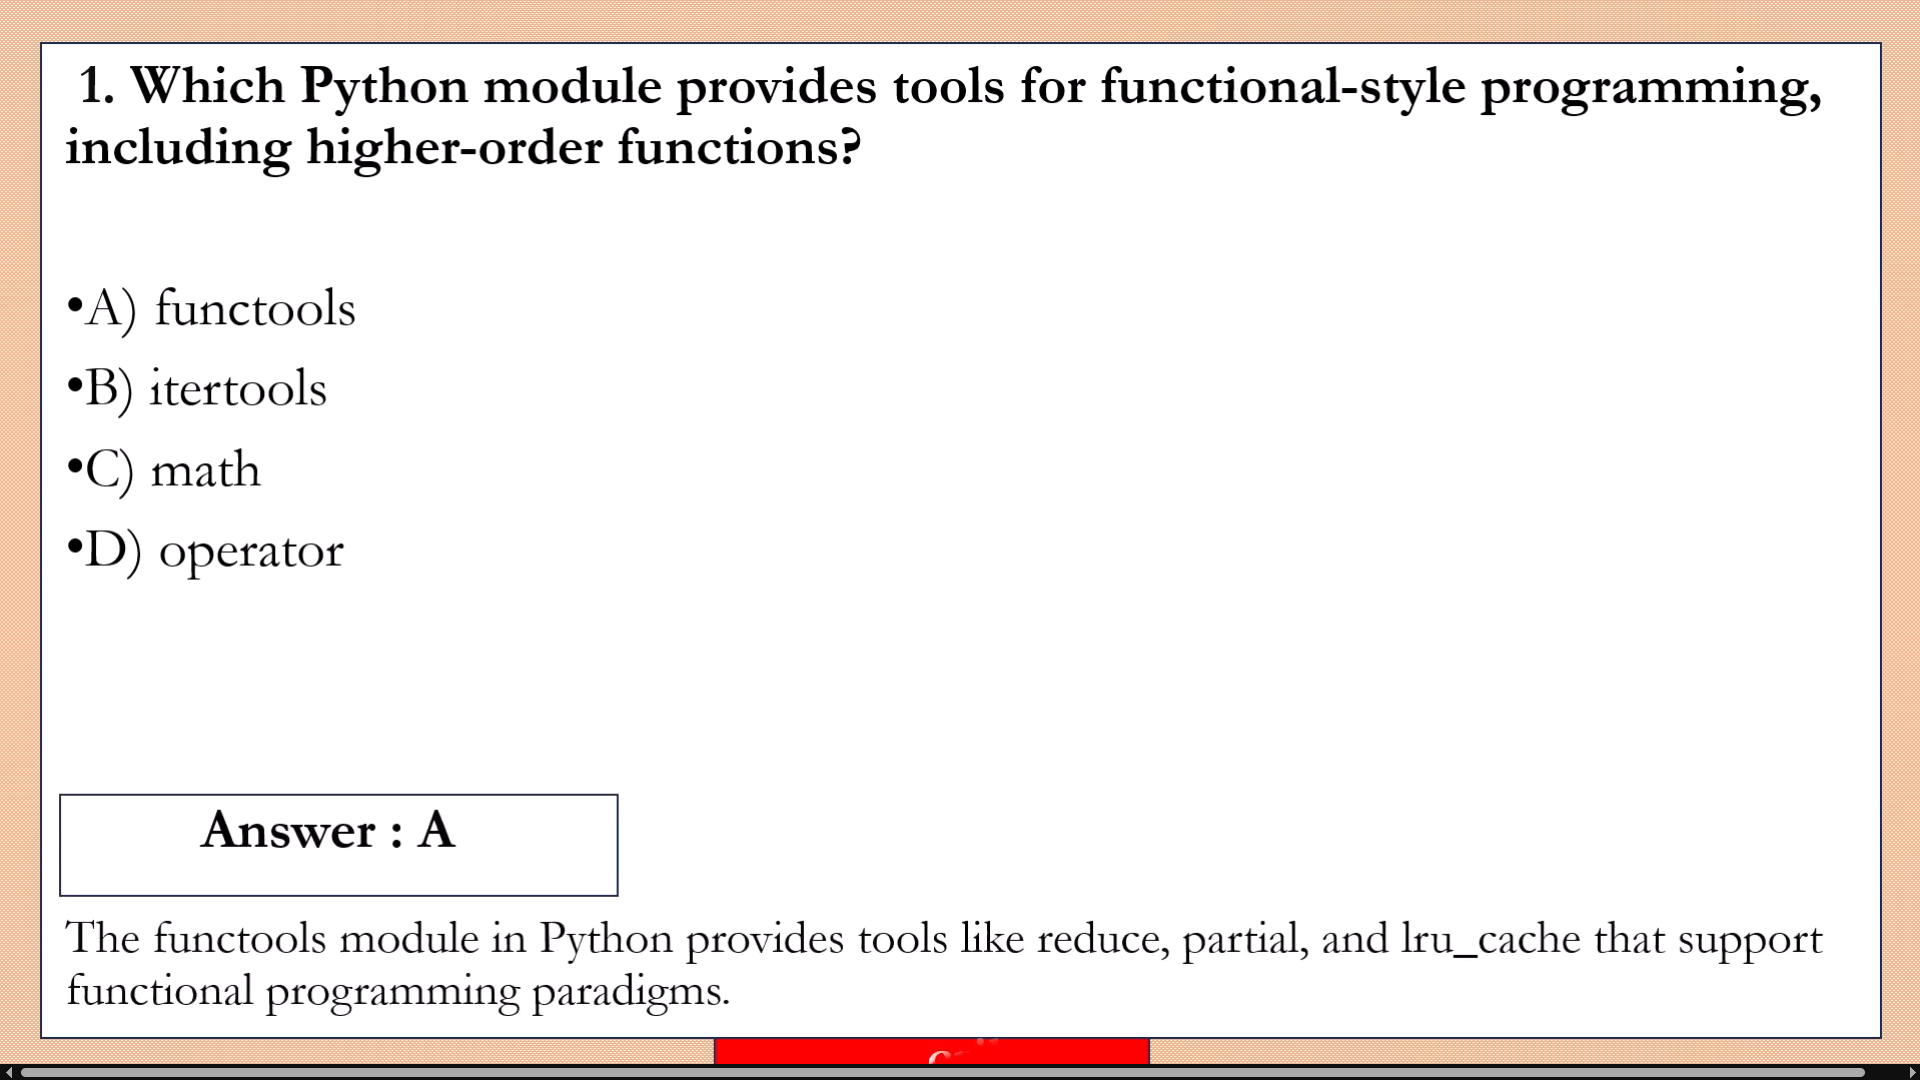 1. Which Python module provides tools for functional-style programming,
including higher-order functions?
•A) functools
•B) itertools
•C) math
•D) operator
Answer : A
The functools module in Python provides tools like reduce, partial, and lru_cache that support
functional programming paradigms.